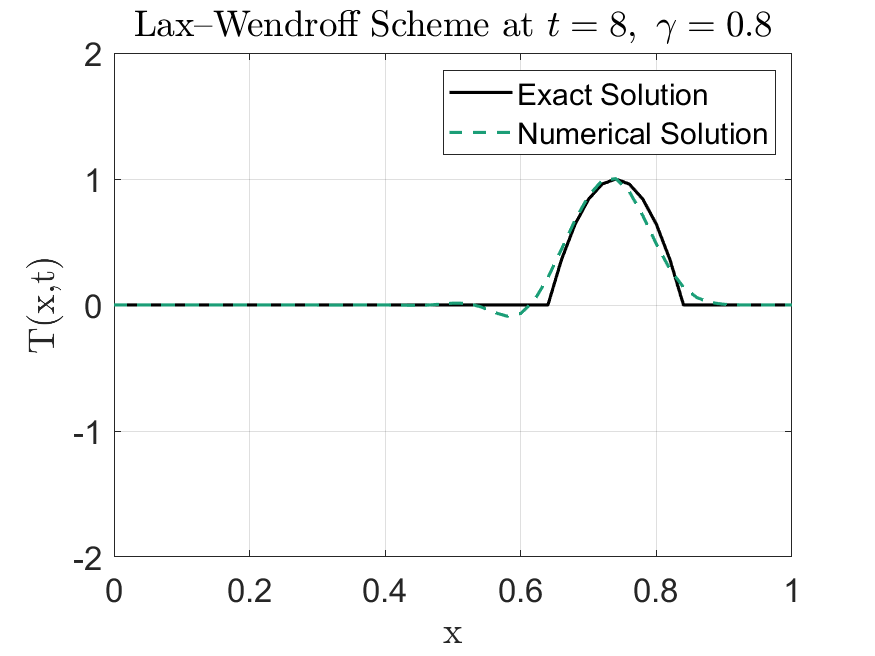 Lax–Wendroff Scheme at t = 8, γ = 0.8
Exact Solution
Numerical Solution
2
1
0
-1
-2
T(x,t)
0 0.2 0.4 0.6 0.8 1
x